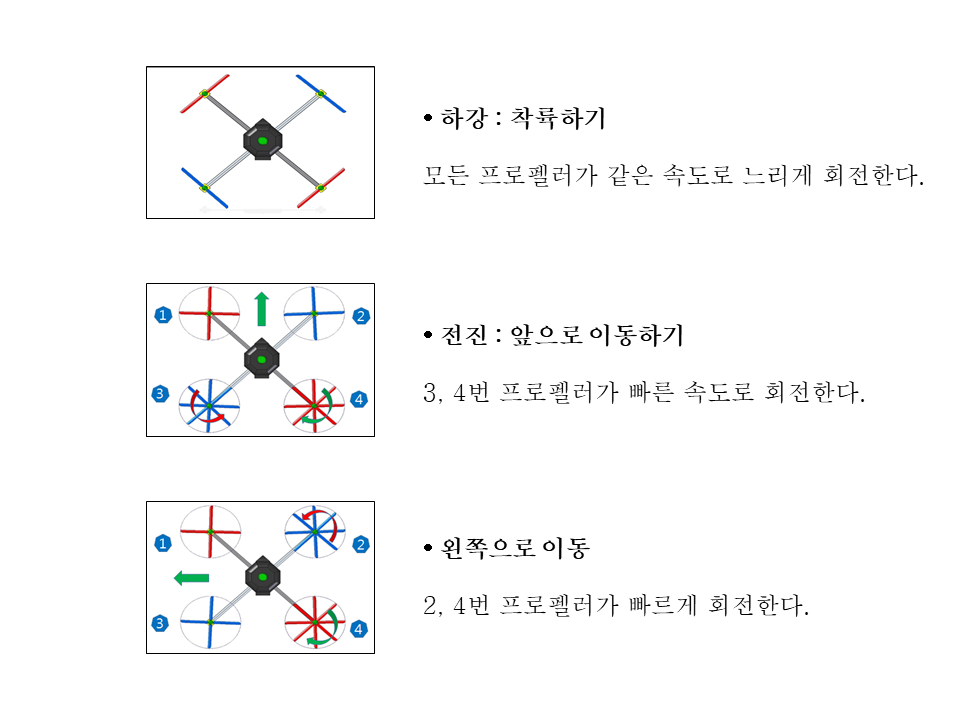 • 하강 : 착륙하기
모든 프로펠러가 같은 속도로 느리게 회전한다.
1
2
3
4
• 전진 : 앞으로 이동하기
3, 4번 프로펠러가 빠른 속도로 회전한다.
1
2
3
4
• 왼쪽으로 이동
2, 4번 프로펠러가 빠르게 회전한다.